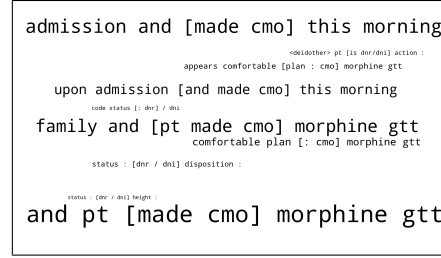 admission and [made cmo] this morning
<deidother> pt [is dnr/dni] action :
appears comfortable [plan : cmo] morphine gtt
upon admission [and made cmo] this morning
code status [: dnr] / dni
family and [pt made cmo] morphine gtt
comfortable plan [: cmo] morphine gtt
status : [dnr / dni] disposition :
status : [dnr / dni] height :
and pt [made cmo] morphine gtt